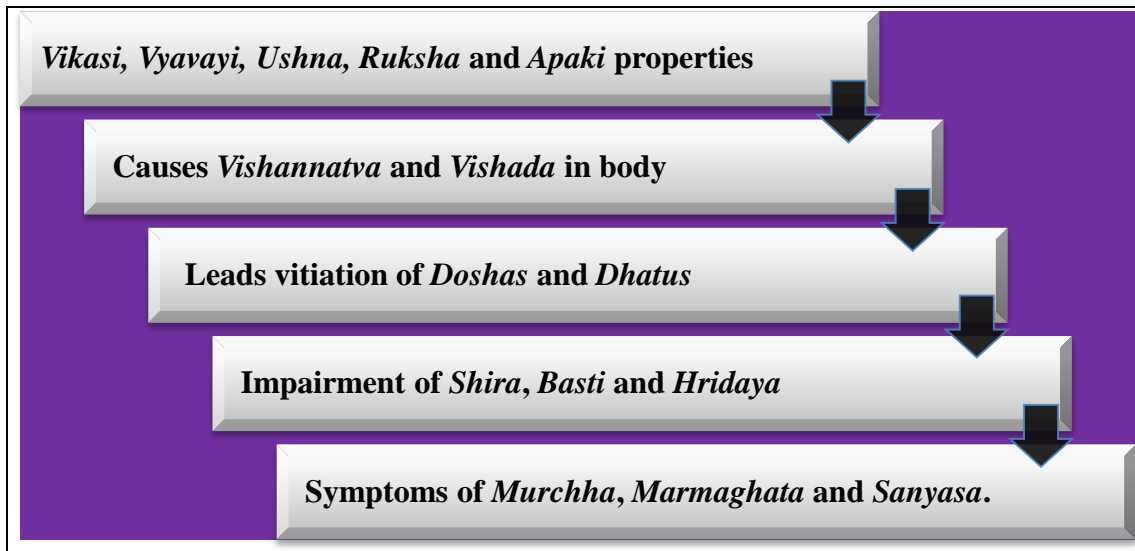 Vikasi, Vyavayi, Ushna, Ruksha and Apaki properties
Causes Vishannatva and Vishada in body
Leads vitiation of Doshas and Dhatus
Impairment of Shira, Basti and Hridaya
Symptoms of Murchha, Marmaghata and Sanyasa.